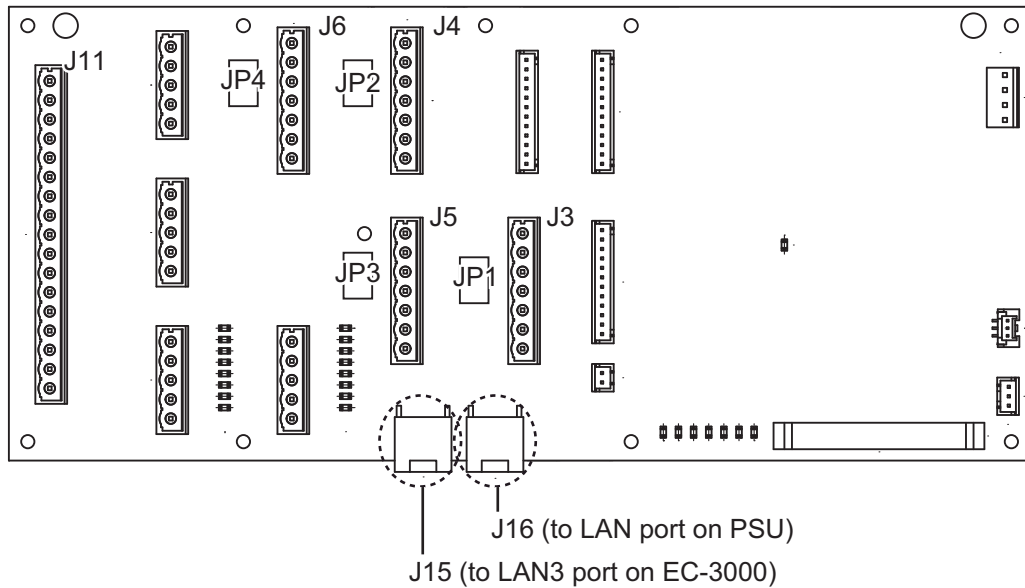 J6
J4
J11
JP4
JP2
J5
J3
JP3
JP1
J16 (to LAN port on PSU)
J15 (to LAN3 port on EC-3000)